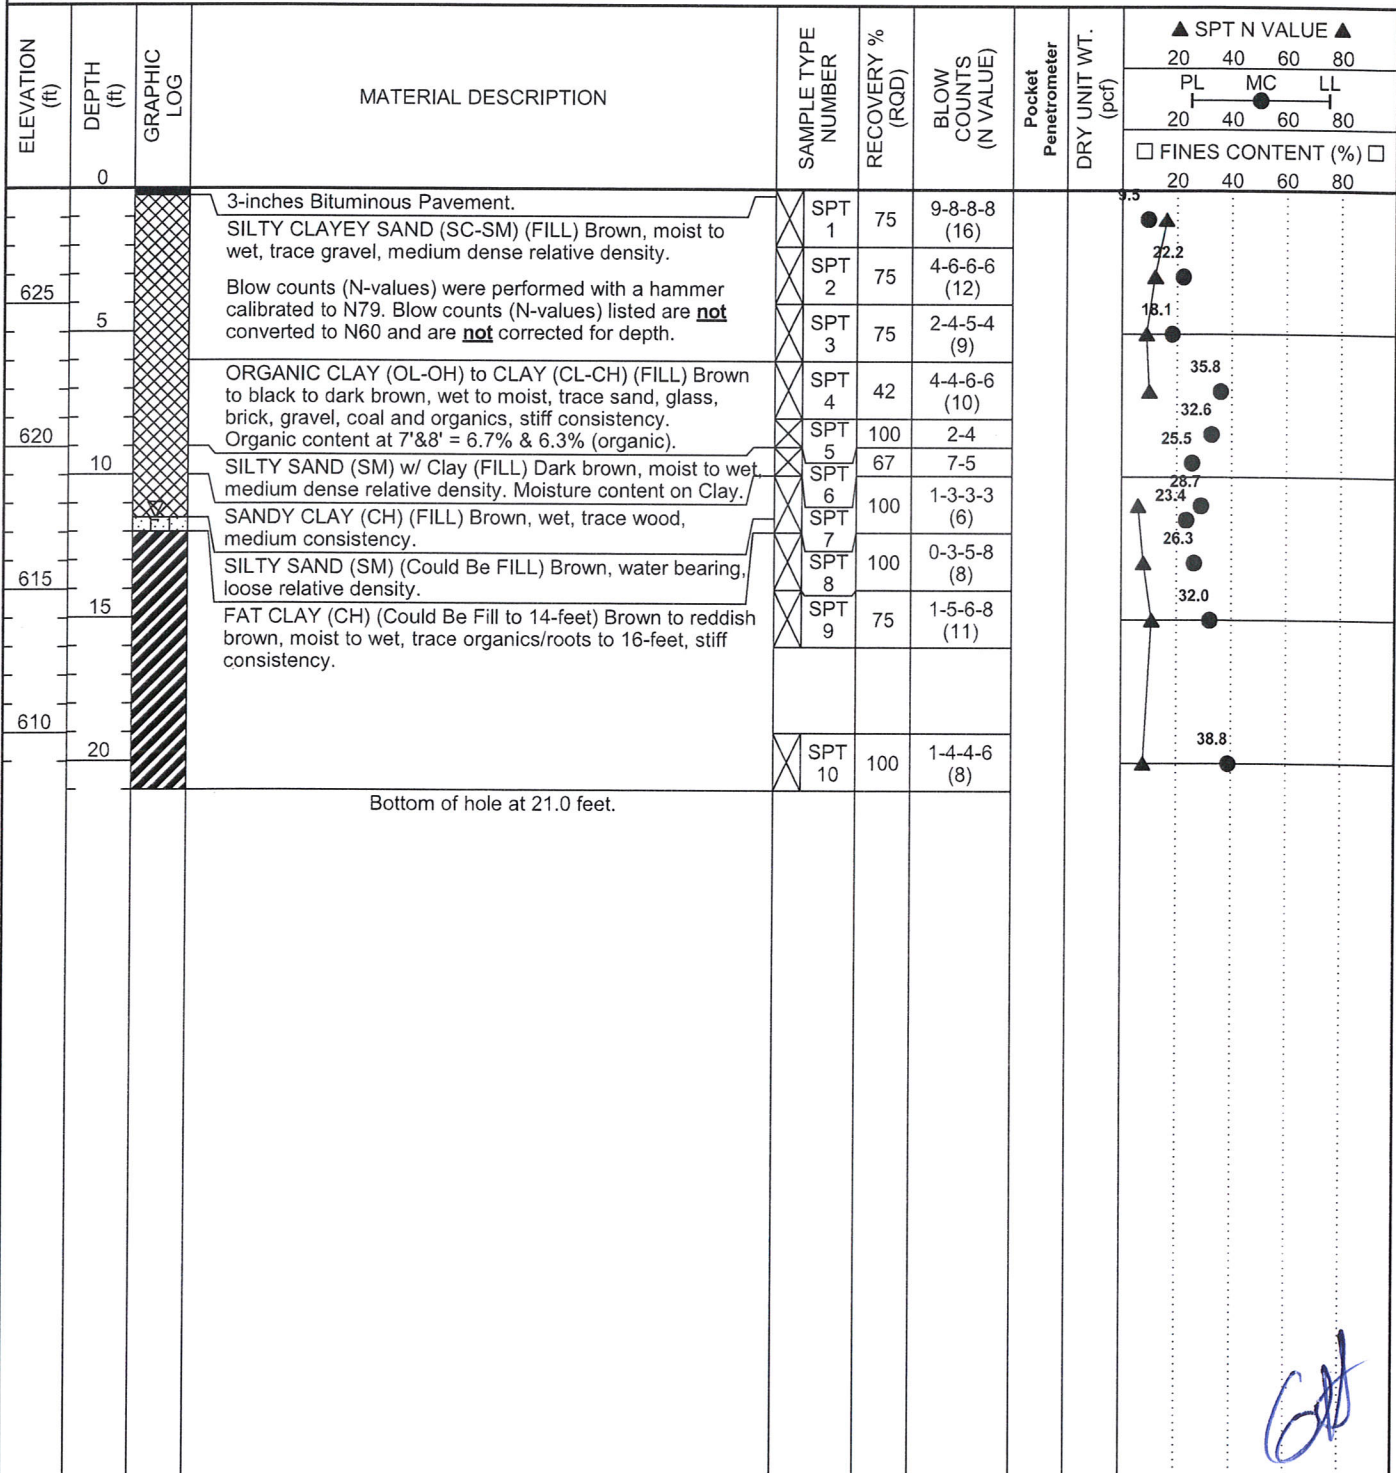 ELEVATION
(ft)
DEPTH
(ft)
GRAPHIC
LOG
MATERIAL DESCRIPTION
SAMPLE TYPE
NUMBER
RECOVERY %
(RQD)
BLOW
COUNTS
(N VALUE)
Pocket
Penetrometer
DRY UNIT WT.
(pcf)
▲ SPT N VALUE ▲
20 40 60 80
PL MC LL
20 40 60 80
□ FINES CONTENT (%) □
20 40 60 80
0
3-inches Bituminous Pavement.
SILTY CLAYEY SAND (SC-SM) (FILL) Brown, moist to
wet, trace gravel, medium dense relative density.
Blow counts (N-values) were performed with a hammer
calibrated to N79. Blow counts (N-values) listed are not
converted to N60 and are not corrected for depth.
ORGANIC CLAY (OL-OH) to CLAY (CL-CH) (FILL) Brown
to black to dark brown, wet to moist, trace sand, glass,
brick, gravel, coal and organics, stiff consistency.
Organic content at 7'&8' = 6.7% & 6.3% (organic).
SILTY SAND (SM) w/ Clay (FILL) Dark brown, moist to wet,
medium dense relative density. Moisture content on Clay.
SANDY CLAY (CH) (FILL) Brown, wet, trace wood,
medium consistency.
SILTY SAND (SM) (Could Be FILL) Brown, water bearing,
loose relative density.
FAT CLAY (CH) (Could Be Fill to 14-feet) Brown to reddish
brown, moist to wet, trace organics/roots to 16-feet, stiff
consistency.
Bottom of hole at 21.0 feet.
625
5
620
10
615
15
610
20
SPT
1
75
9-8-8-8
(16)
SPT
2
75
4-6-6-6
(12)
SPT
3
75
2-4-5-4
(9)
SPT
4
42
4-4-6-6
(10)
SPT
5
100
2-4
SPT
6
67
7-5
SPT
7
100
1-3-3-3
(6)
SPT
8
100
0-3-5-8
(8)
SPT
9
75
1-5-6-8
(11)
SPT
10
100
1-4-4-6
(8)
9.5
22.2
18.1
35.8
32.6
25.5
28.7
23.4
26.3
32.0
38.8